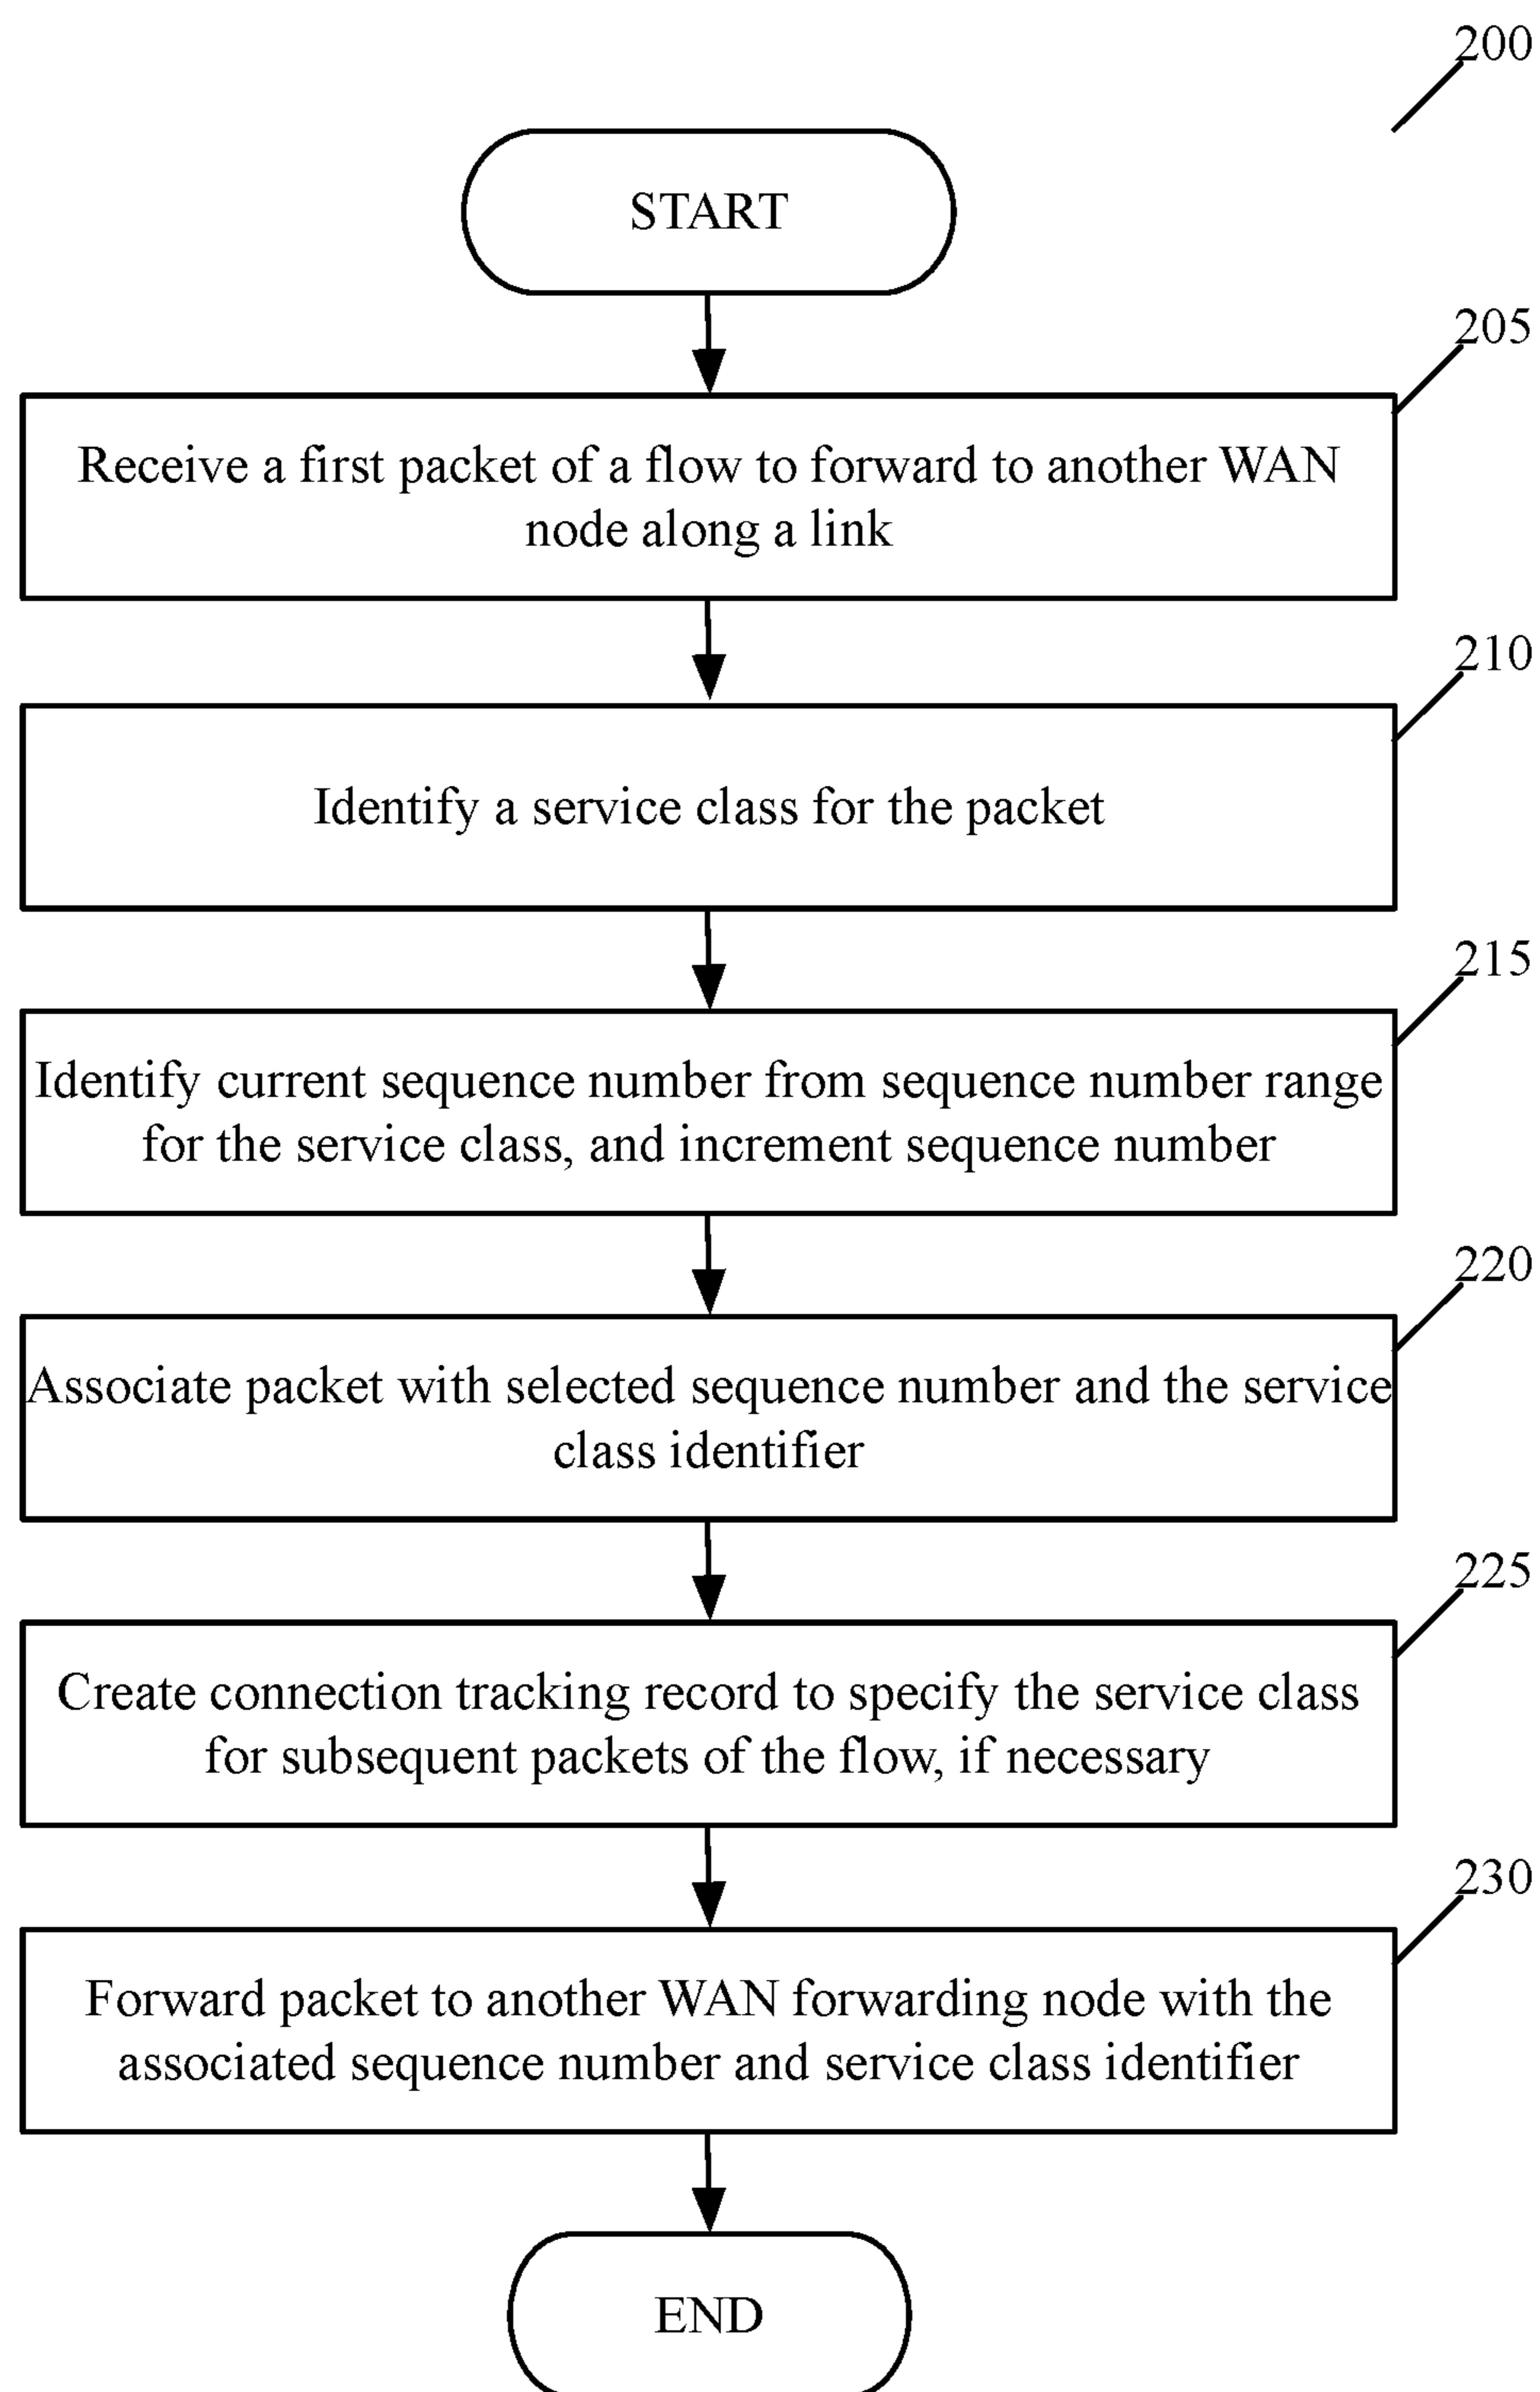 200
START
205
Receive a first packet of a flow to forward to another WAN
node along a link
210
Identify a service class for the packet
215
Identify current sequence number from sequence number range
for the service class, and increment sequence number
220
Associate packet with selected sequence number and the service
class identifier
225
Create connection tracking record to specify the service class
for subsequent packets of the flow, if necessary
230
Forward packet to another WAN forwarding node with the
associated sequence number and service class identifier
END